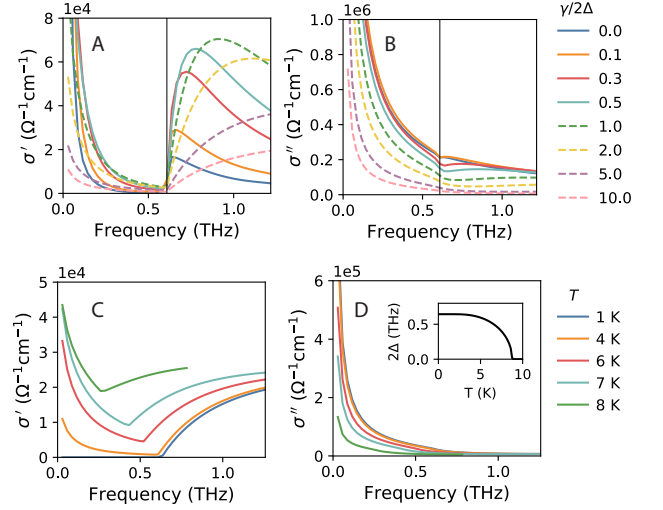 1e4
8
6
4
2
0
σ′ (Ω⁻¹cm⁻¹)
A
0.0 0.5 1.0
Frequency (THz)
1e6
1.0
0.8
0.6
0.4
0.2
0.0
σ″ (Ω⁻¹cm⁻¹)
B
0.0 0.5 1.0
Frequency (THz)
γ/2Δ
0.0
0.1
0.3
0.5
1.0
2.0
5.0
10.0
1e4
5
4
3
2
1
0
σ′ (Ω⁻¹cm⁻¹)
C
0.0 0.5 1.0
Frequency (THz)
1e5
6
4
2
0
σ″ (Ω⁻¹cm⁻¹)
D
2Δ (THz)
0.5
0.0
0 5 10
T (K)
0.0 0.5 1.0
Frequency (THz)
T
1 K
4 K
6 K
7 K
8 K